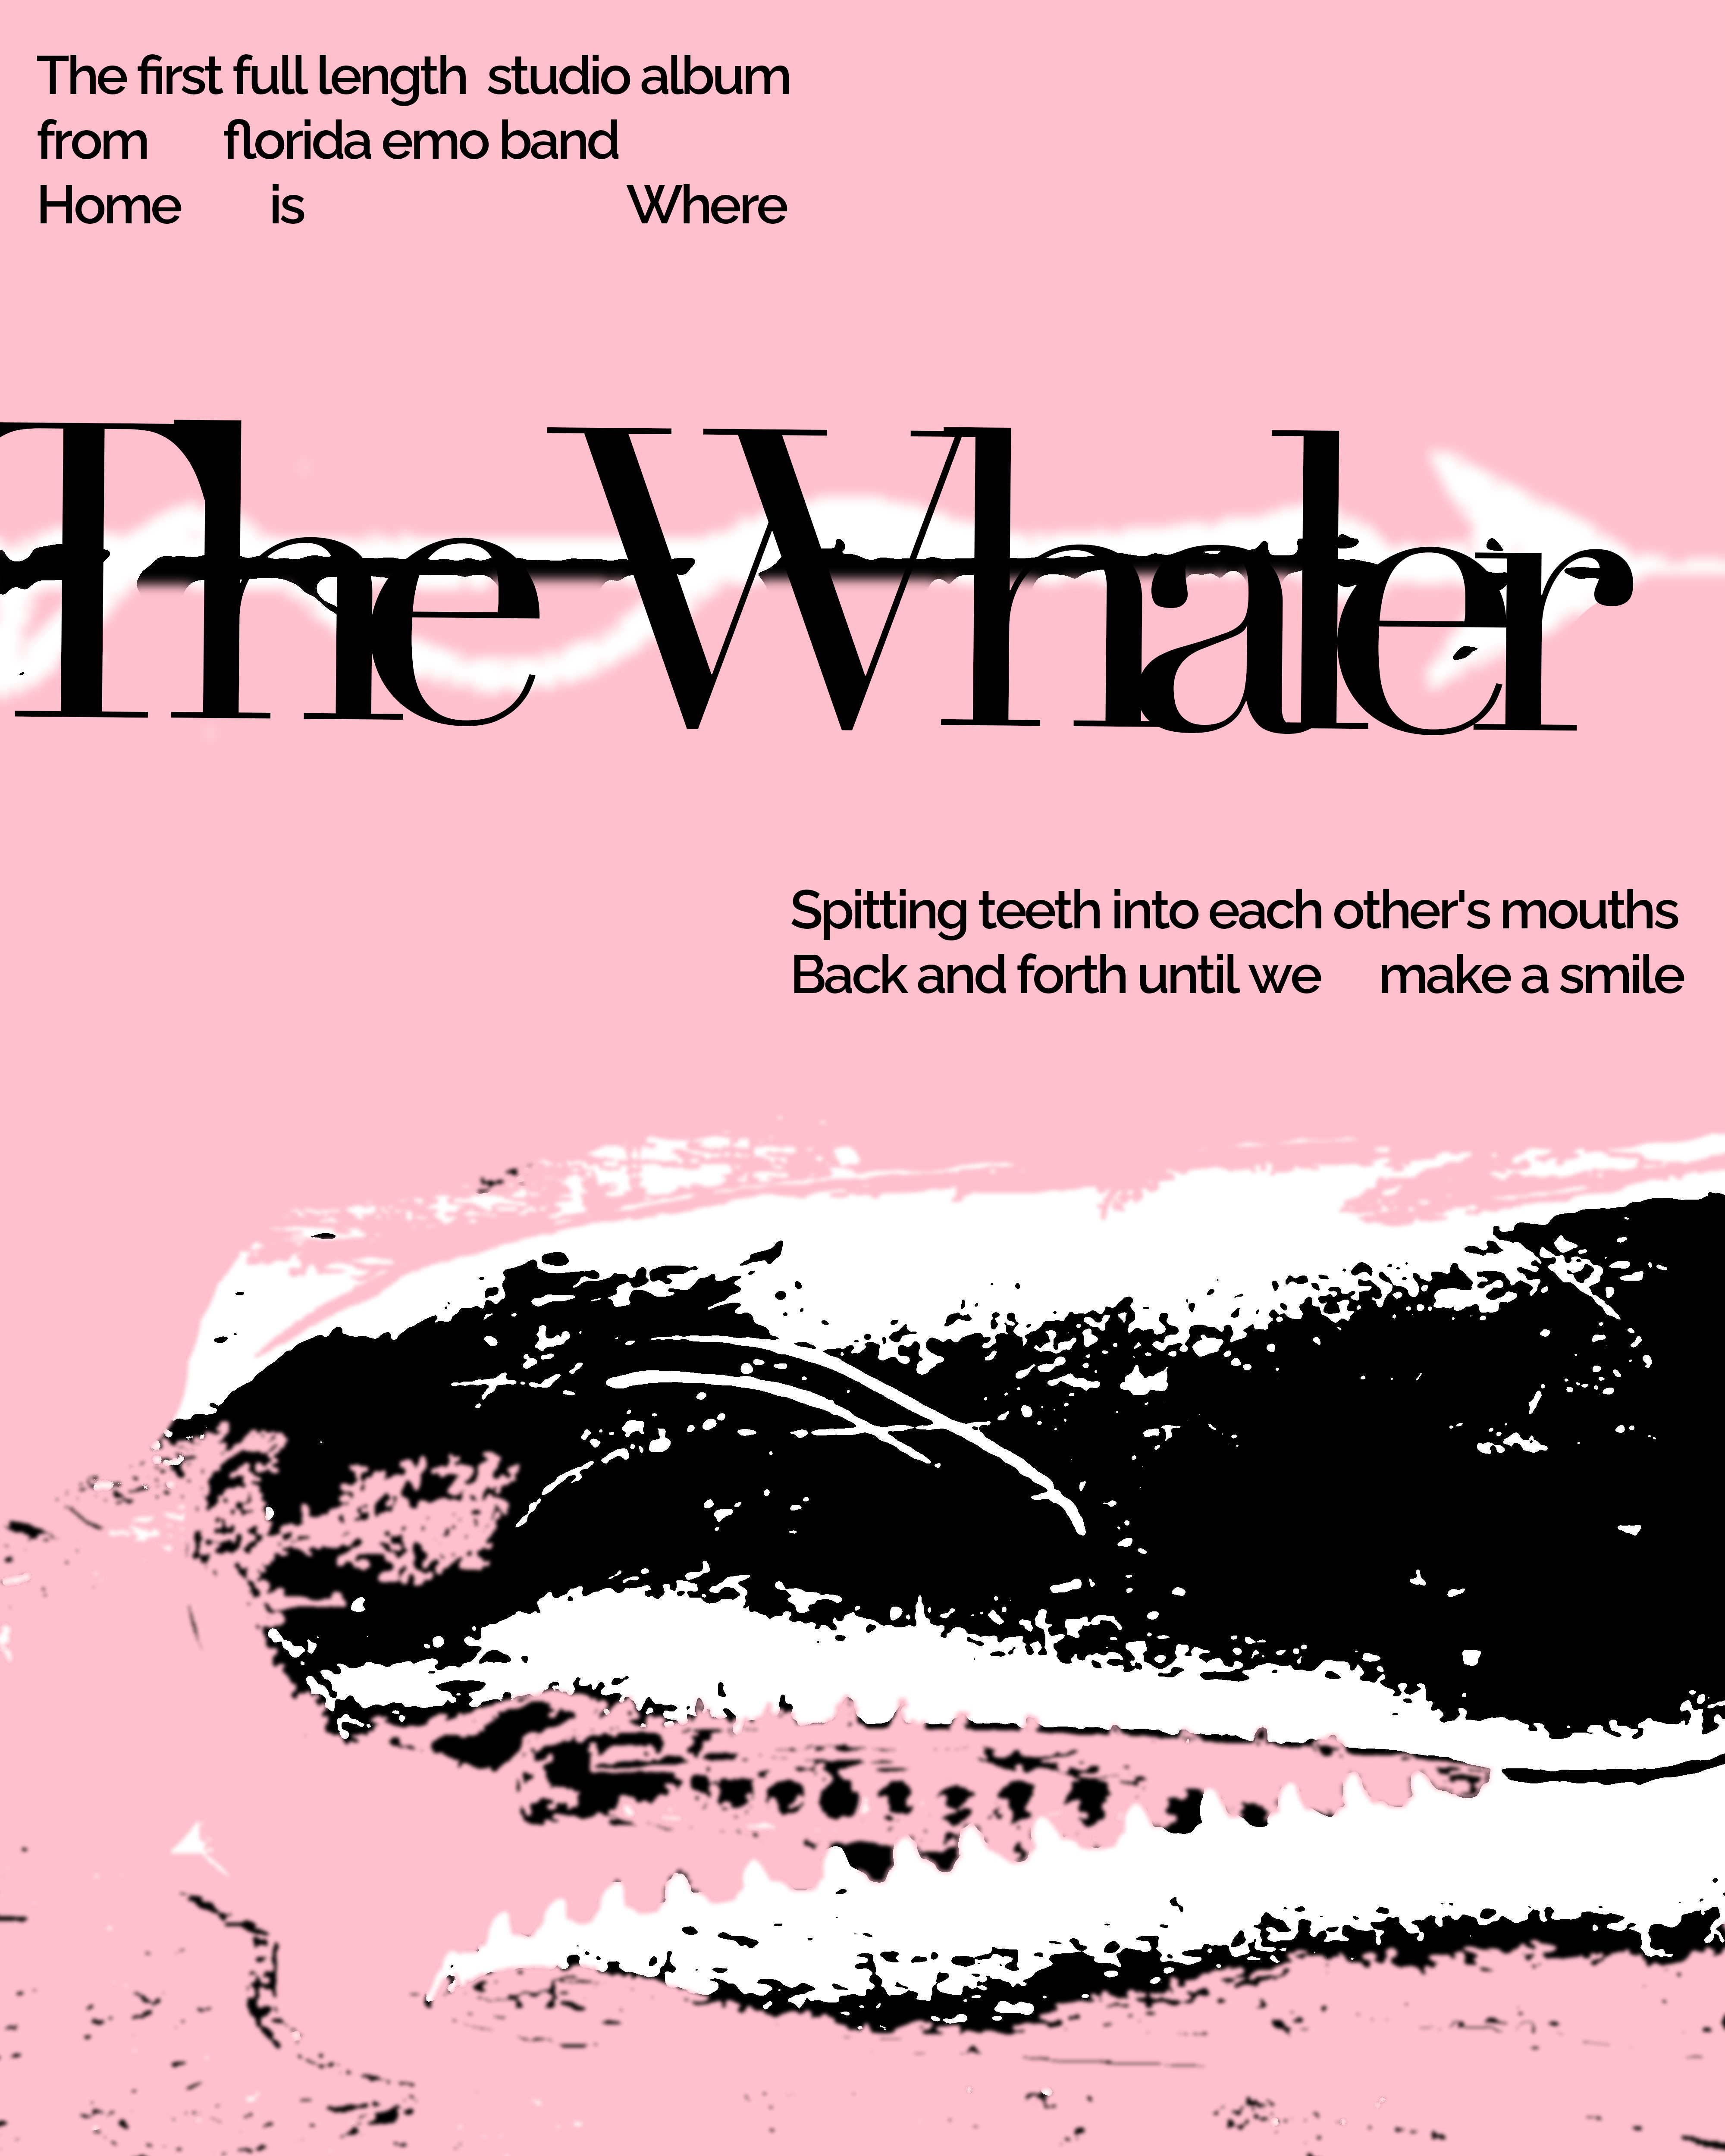 The first full length studio album
from florida emo band
Home is Where
The Whaler
Spitting teeth into each other's mouths
Back and forth until we make a smile